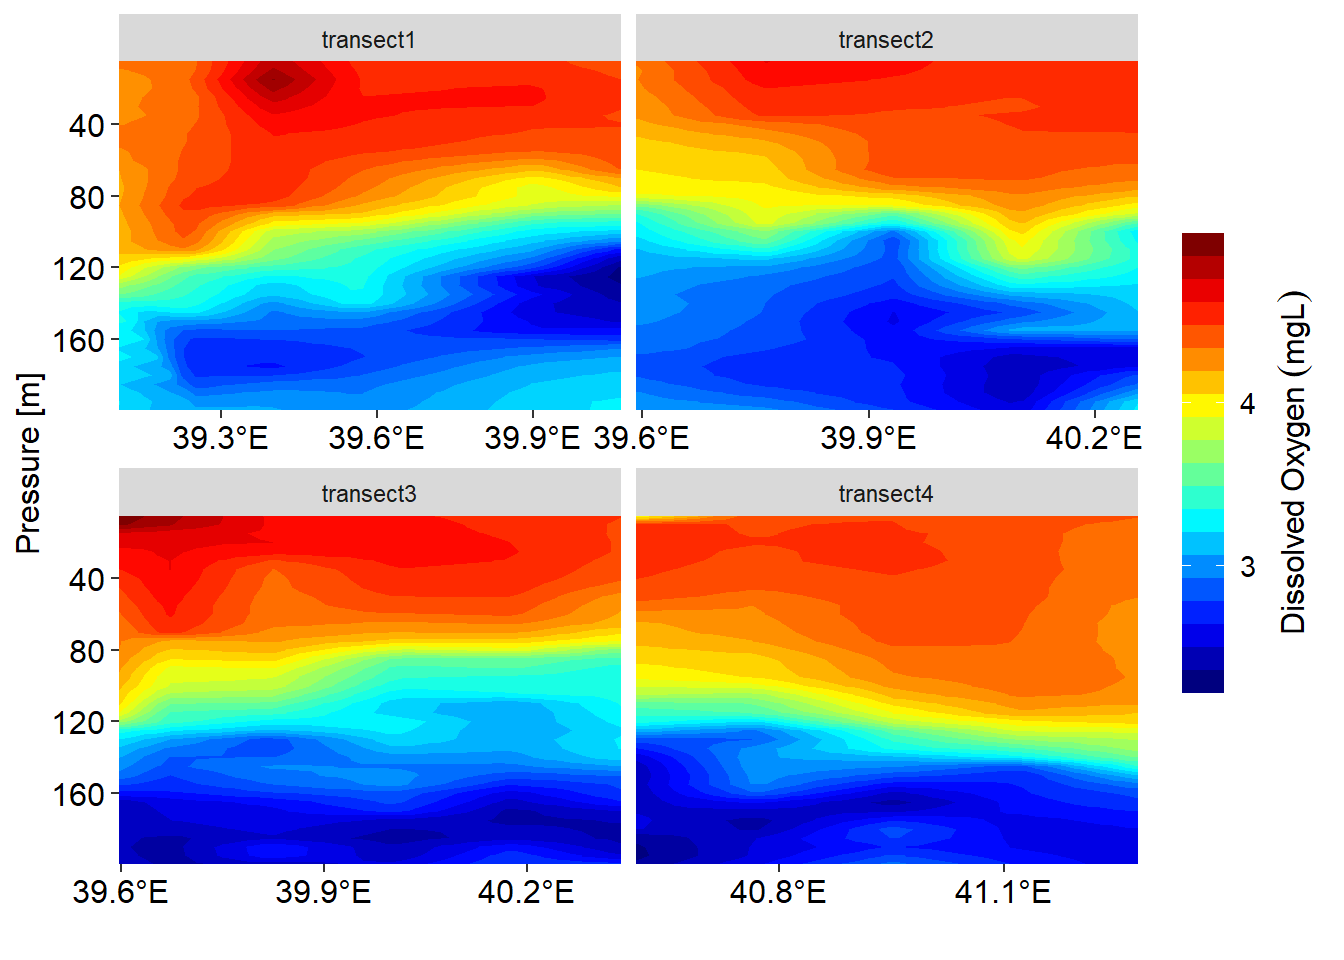 transect1
transect2
40
80
120
160
39.3°E
39.6°E
39.9°E
39.6°E
39.9°E
40.2°E
transect3
transect4
40
80
120
160
39.6°E
39.9°E
40.2°E
40.8°E
41.1°E
Pressure [m]
4
3
Dissolved Oxygen (mgL)